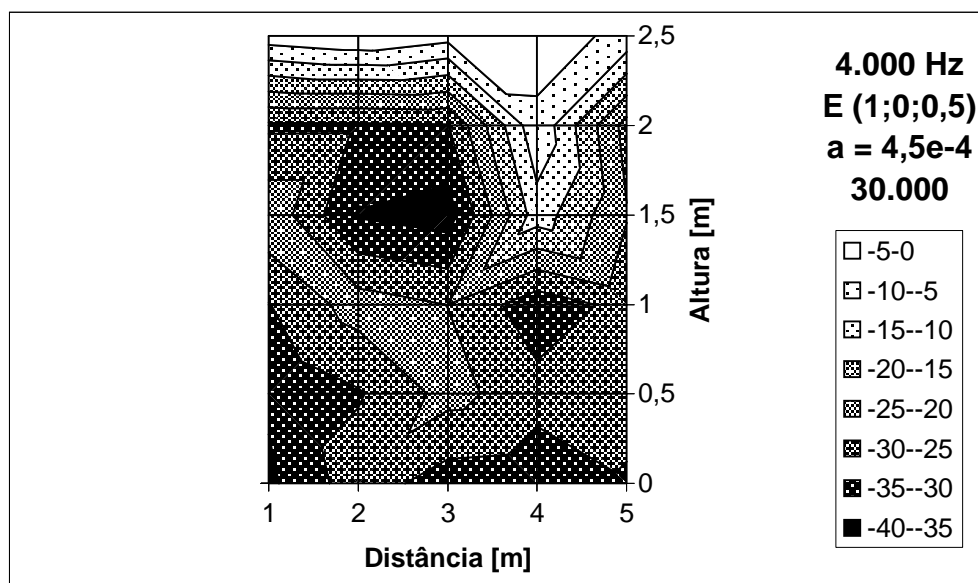 2,5
2
1,5
1
0,5
0
Altura [m]
1 2 3 4 5
Distância [m]
4.000 Hz
E (1;0;0,5)
a = 4,5e-4
30.000
-5-0
-10--5
-15--10
-20--15
-25--20
-30--25
-35--30
-40--35